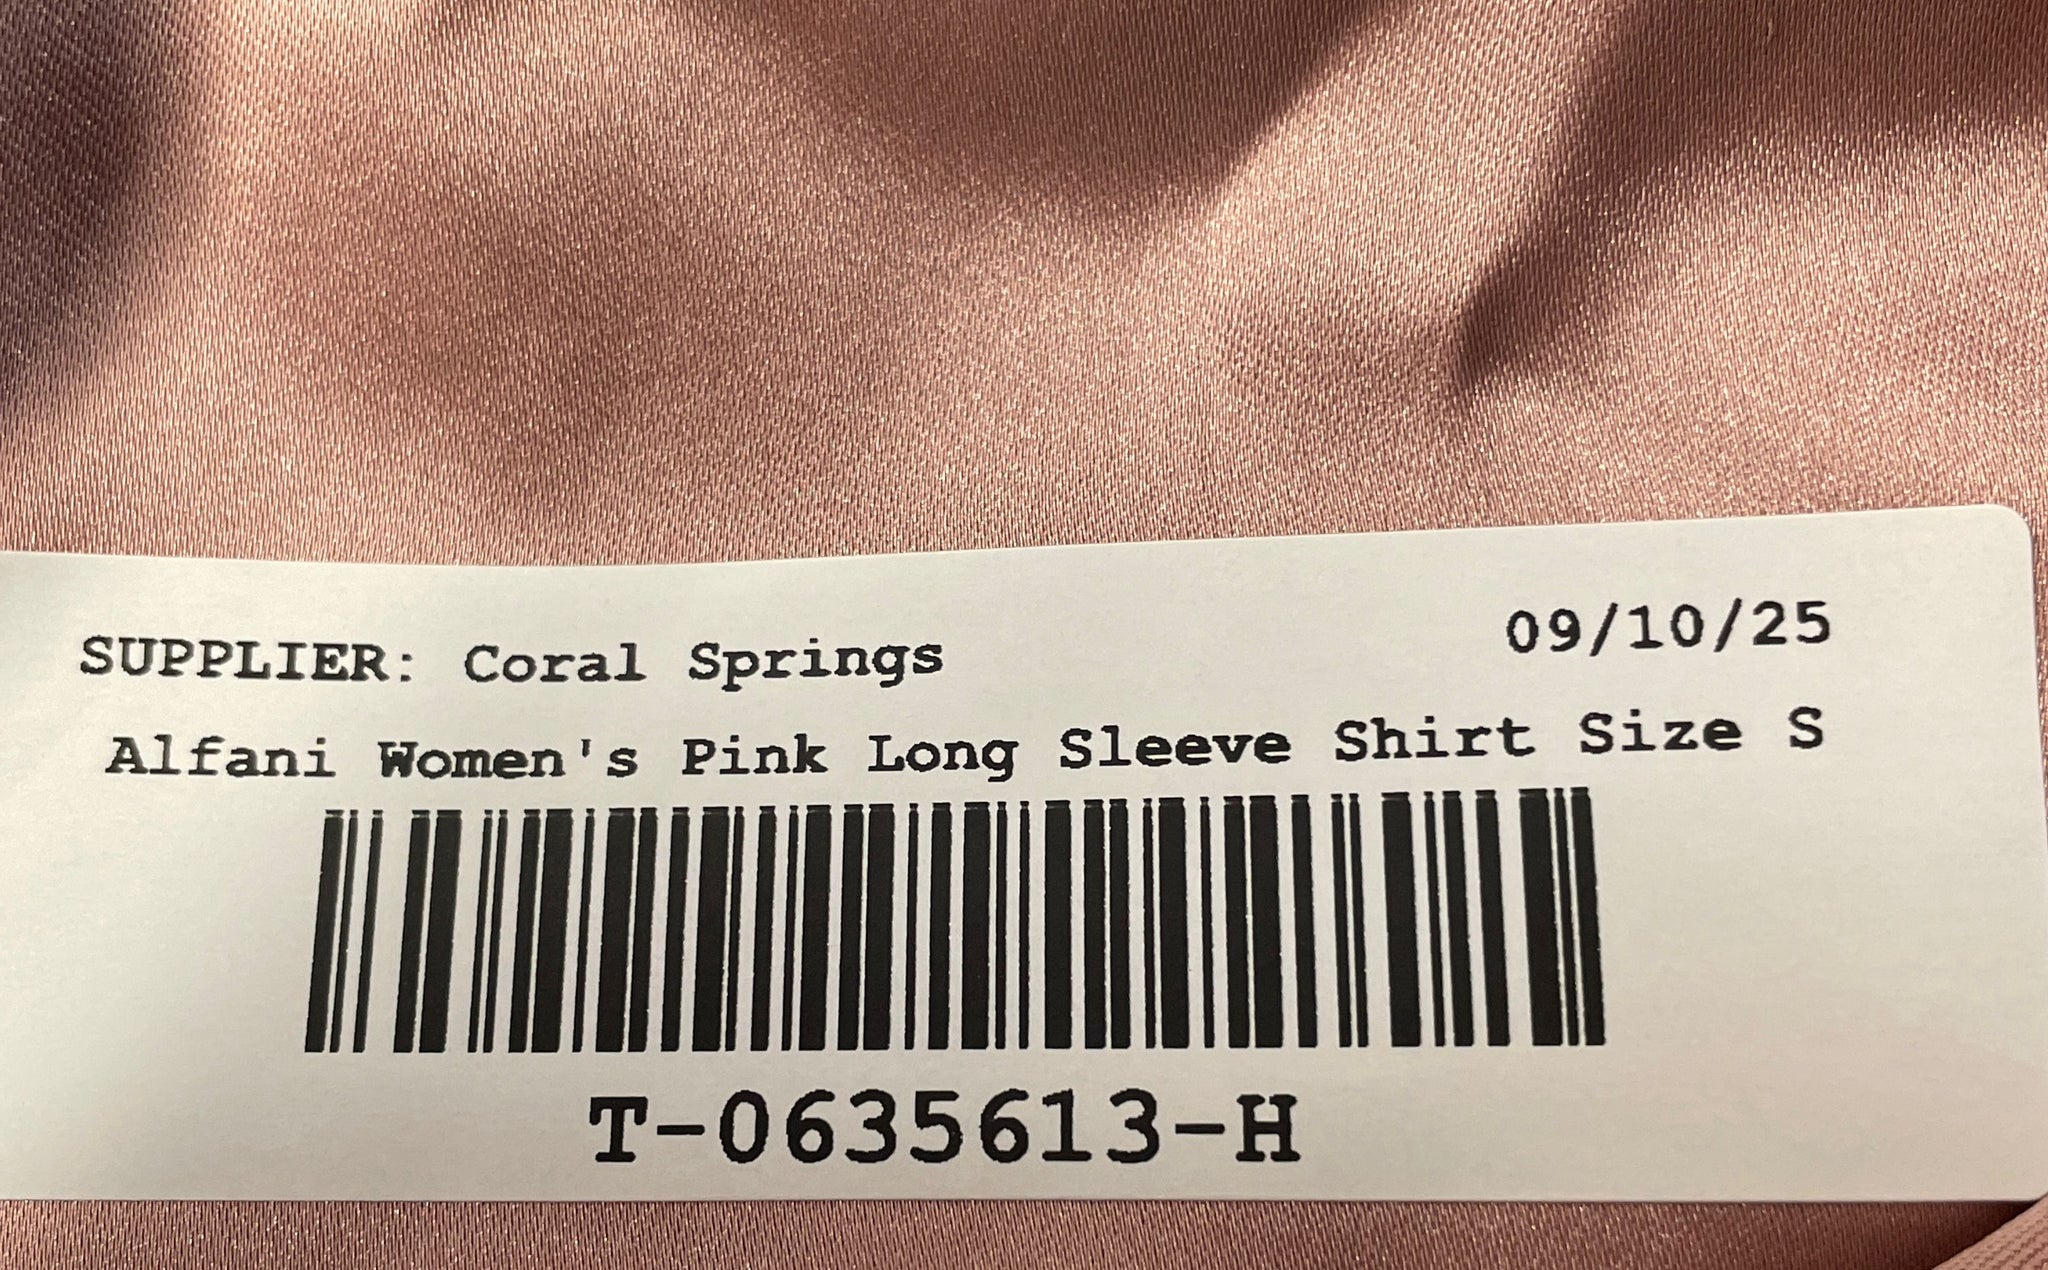 SUPPLIER: Coral Springs 09/10/25
Alfani Women's Pink Long Sleeve Shirt Size S
T-0635613-H